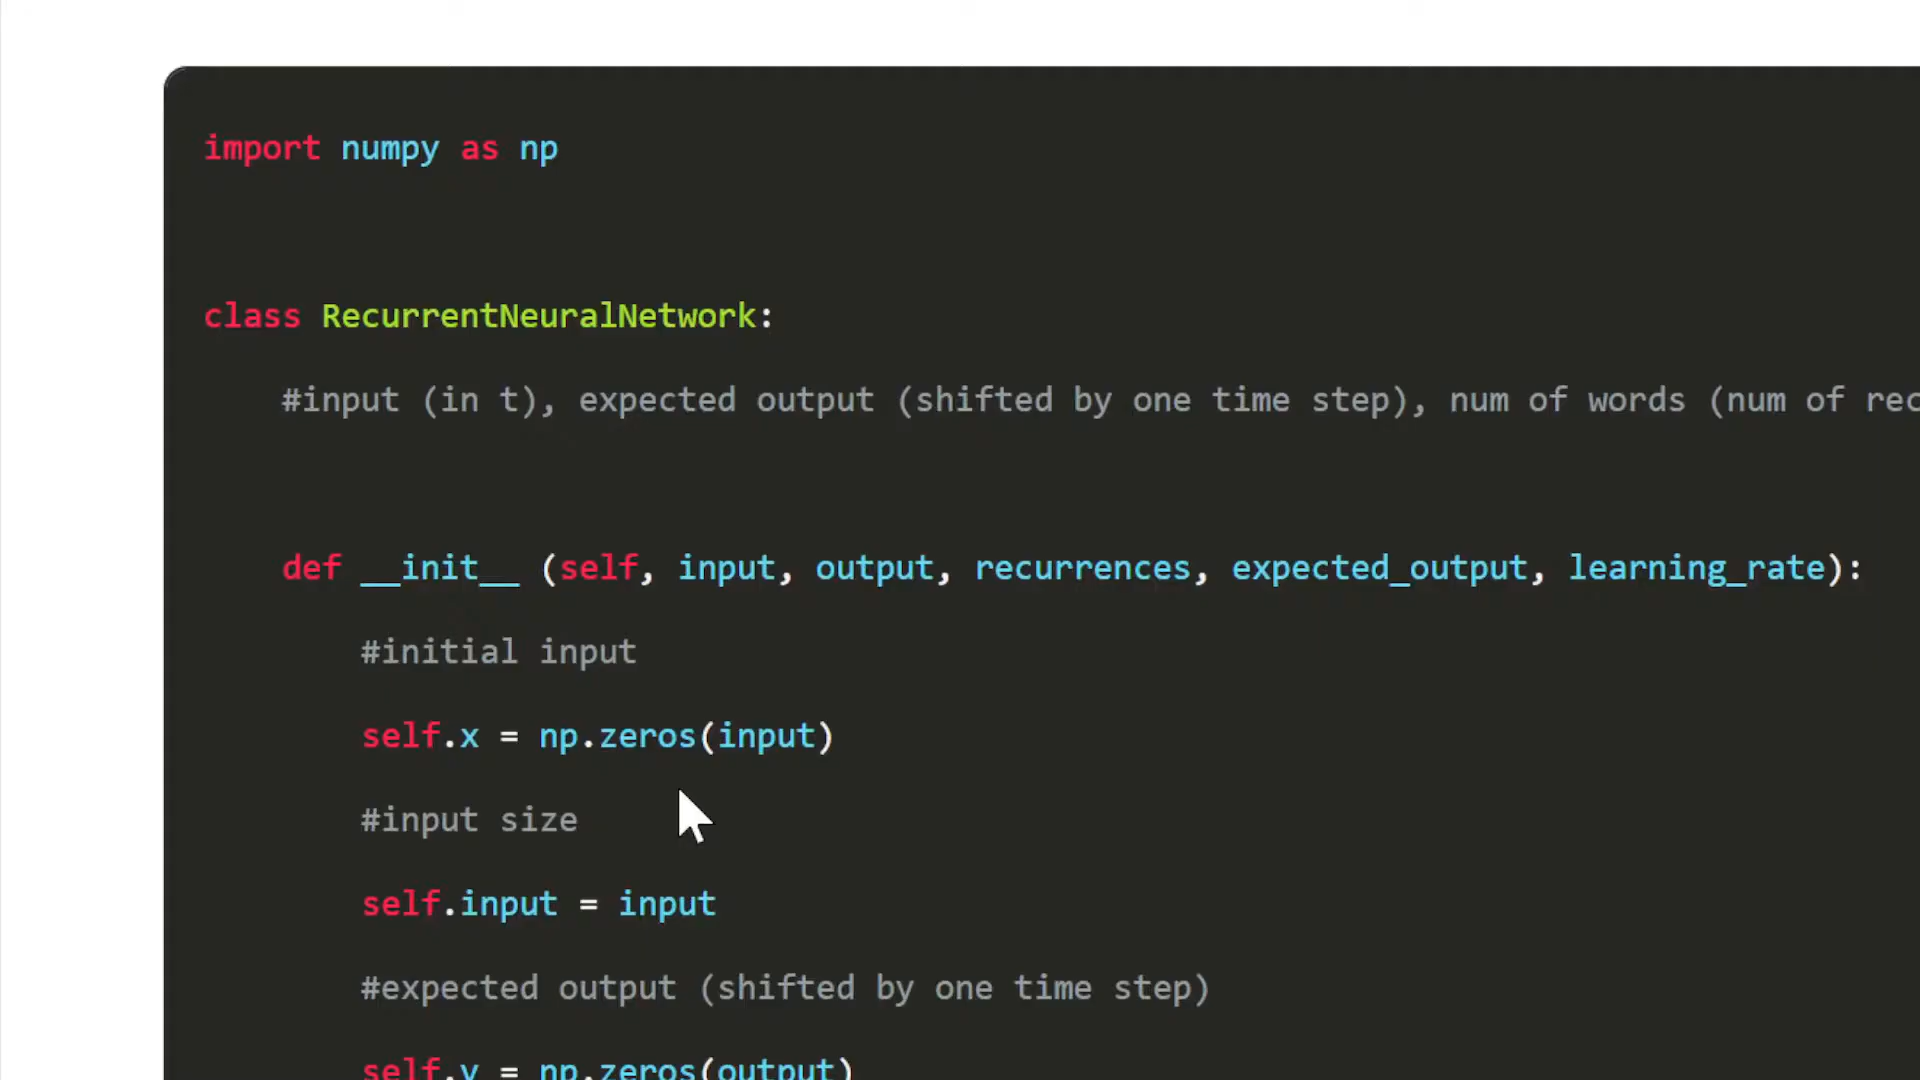 import numpy as np
class RecurrentNeuralNetwork:
#input (in t), expected output (shifted by one time step), num of words (num of rec
def __init__ (self, input, output, recurrences, expected_output, learning_rate):
#initial input
self.x = np.zeros(input)
#input size
self.input = input
#expected output (shifted by one time step)
self.y = np.zeros(output)